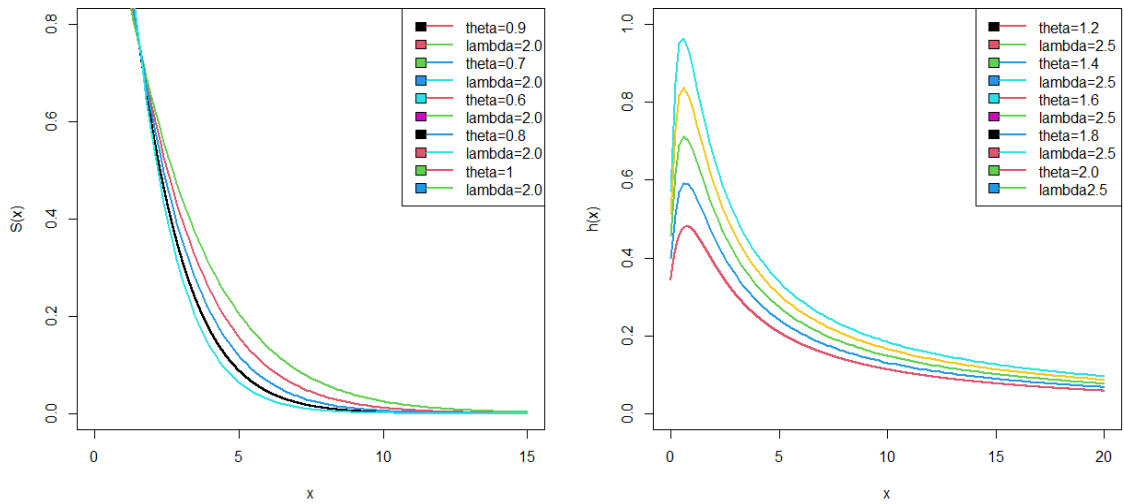 S(x)
0.8
0.6
0.4
0.2
0.0
0
5
10
15
x
theta=0.9
lambda=2.0
theta=0.7
lambda=2.0
theta=0.6
lambda=2.0
theta=0.8
lambda=2.0
theta=1
lambda=2.0
h(x)
1.0
0.8
0.6
0.4
0.2
0.0
0
5
10
15
20
x
theta=1.2
lambda=2.5
theta=1.4
lambda=2.5
theta=1.6
lambda=2.5
theta=1.8
lambda=2.5
theta=2.0
lambda2.5